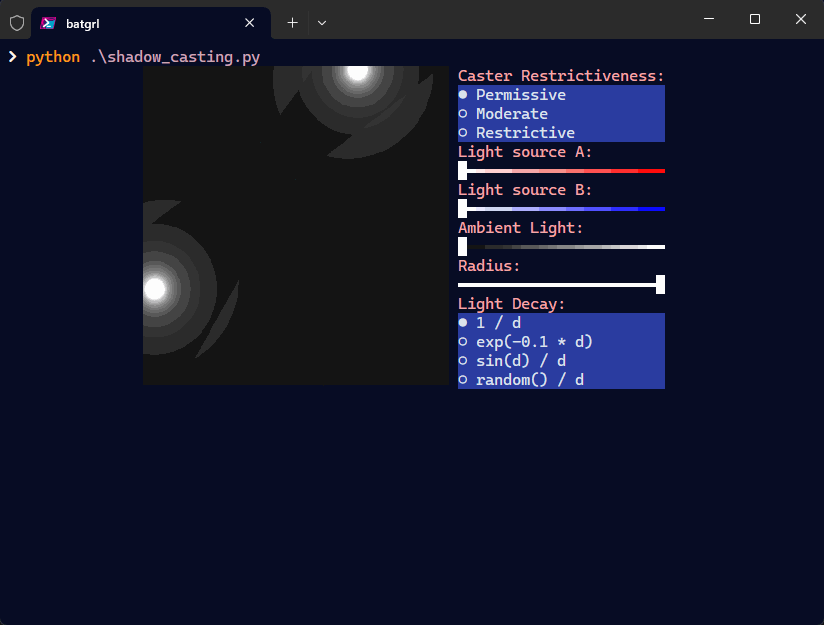 batgrl
python .\shadow_casting.py
Caster Restrictiveness:
Permissive
Moderate
Restrictive
Light source A:
Light source B:
Ambient Light:
Radius:
Light Decay:
1 / d
exp(-0.1 * d)
sin(d) / d
random() / d